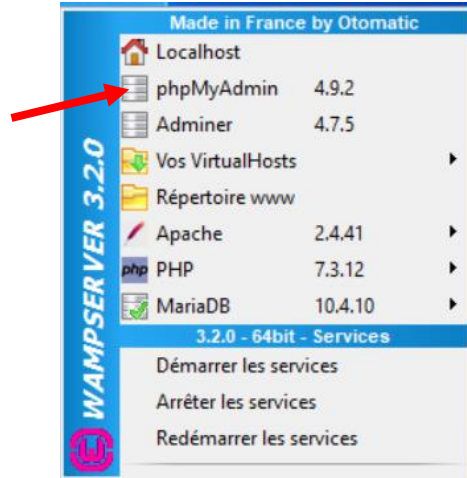 Made in France by Otomatic
Localhost
phpMyAdmin 4.9.2
Adminer 4.7.5
Vos VirtualHosts
Répertoire www
Apache 2.4.41
php PHP 7.3.12
MariaDB 10.4.10
3.2.0 - 64bit - Services
Démarrer les services
Arrêter les services
Redémarrer les services
WAMPSERVER 3.2.0